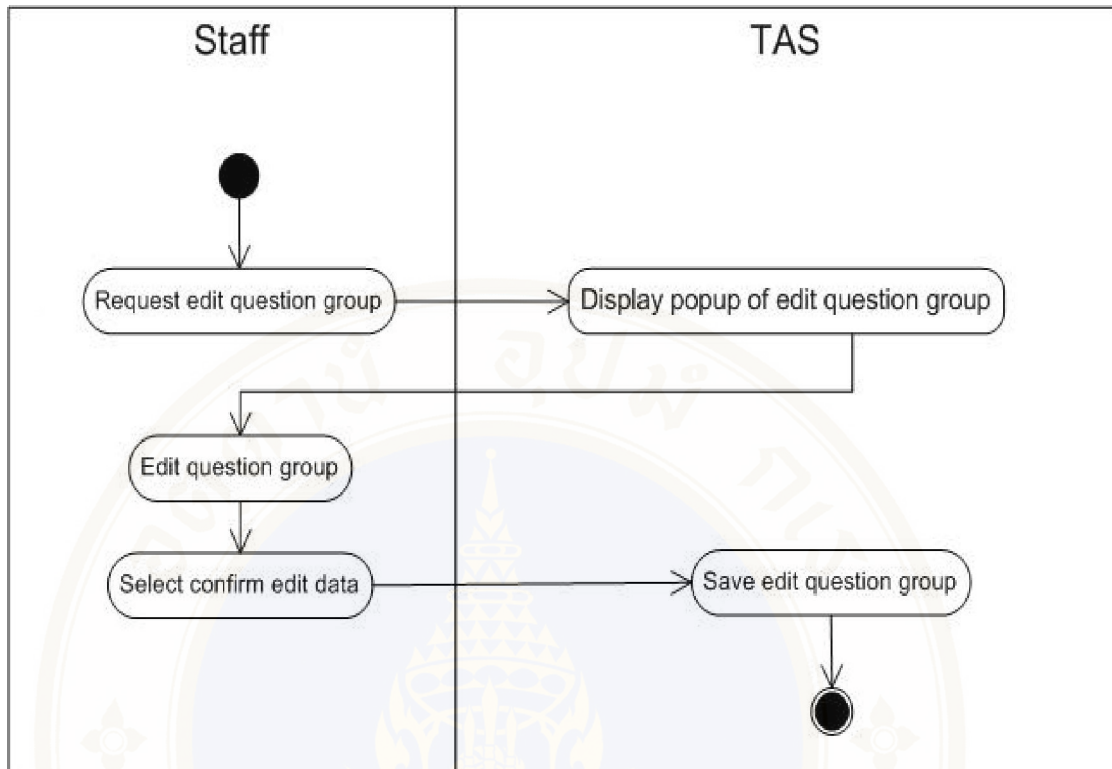 Staff
TAS
Request edit question group
Display popup of edit question group
Edit question group
Select confirm edit data
Save edit question group